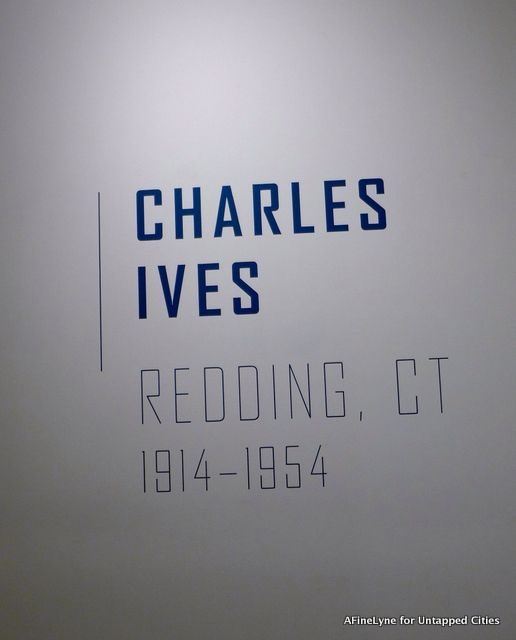 CHARLES
IVES
REDDING, CT
1914–1954
AFineLyne for Untapped Cities